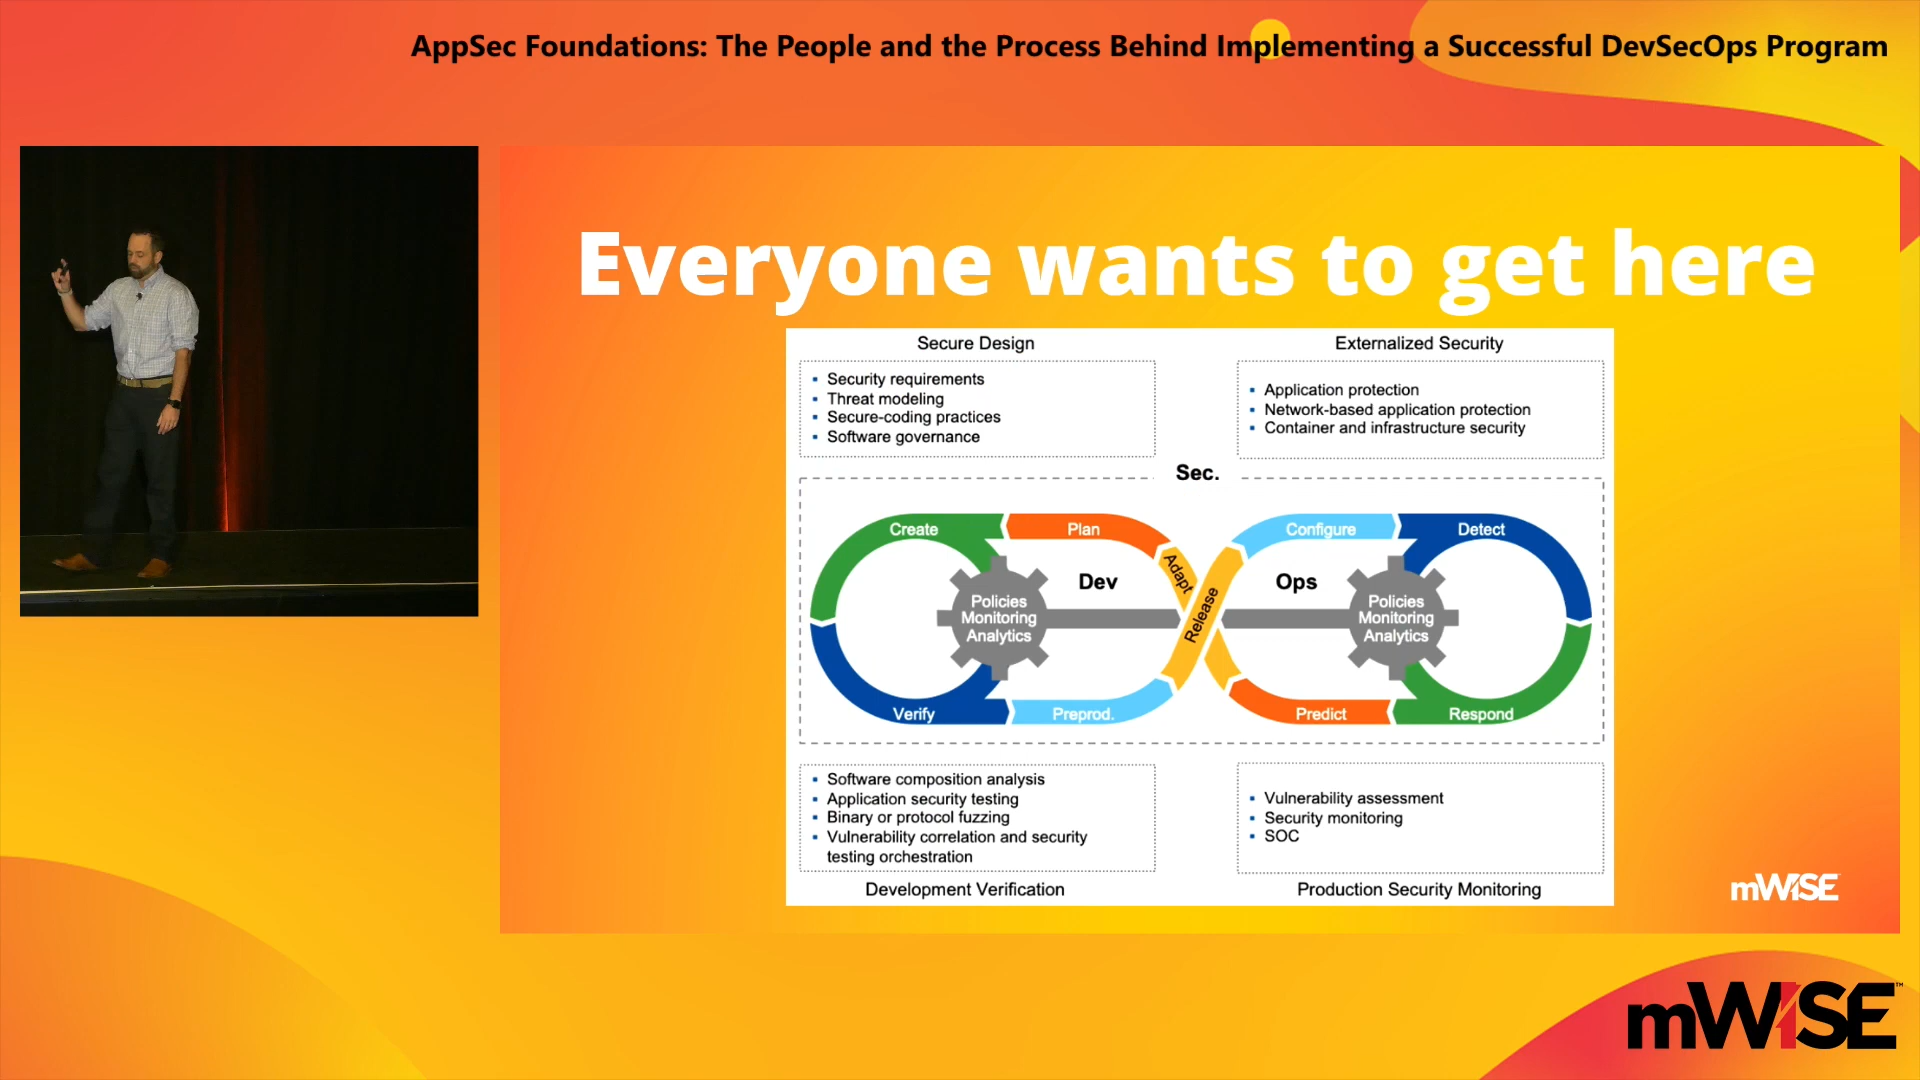 AppSec Foundations: The People and the Process Behind Implementing a Successful DevSecOps Program
Everyone wants to get here
Secure Design
▪ Security requirements
▪ Threat modeling
▪ Secure-coding practices
▪ Software governance
Externalized Security
▪ Application protection
▪ Network-based application protection
▪ Container and infrastructure security
Sec.
Create
Plan
Adapt
Release
Configure
Detect
Dev
Ops
Policies
Monitoring
Analytics
Policies
Monitoring
Analytics
Verify
Preprod.
Predict
Respond
▪ Software composition analysis
▪ Application security testing
▪ Binary or protocol fuzzing
▪ Vulnerability correlation and security
testing orchestration
Development Verification
▪ Vulnerability assessment
▪ Security monitoring
▪ SOC
Production Security Monitoring
mWISE
mWISE™